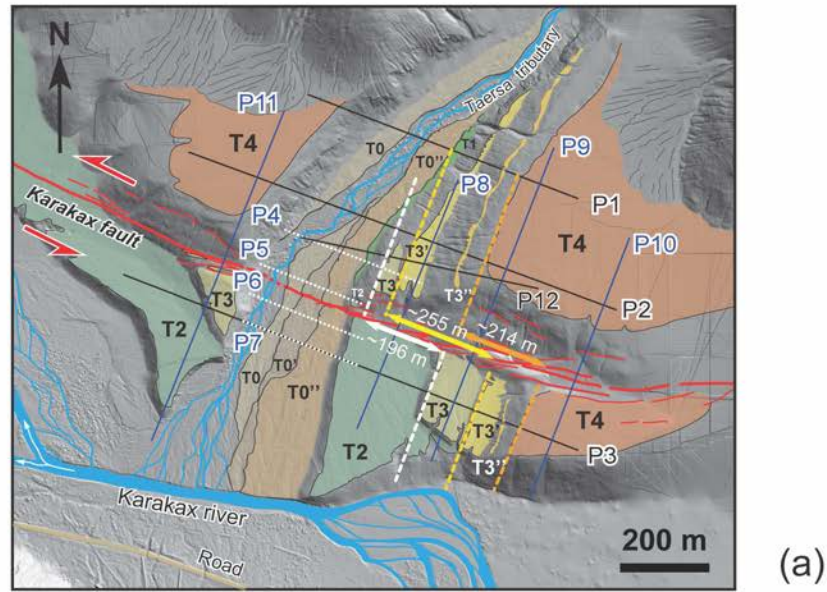 N
Taersa tributary
P11
T4
T0
T0''
T1
P9
P8
P1
T4
P10
Karakax fault
P4
P5
P6
T3'
T3
T3''
P12
P2
T2
~255 m
~214 m
~196 m
T2
T3
P7
T0
T0'
T0''
T2
T3
T3'
T3''
T4
P3
Karakax river
Road
200 m
(a)